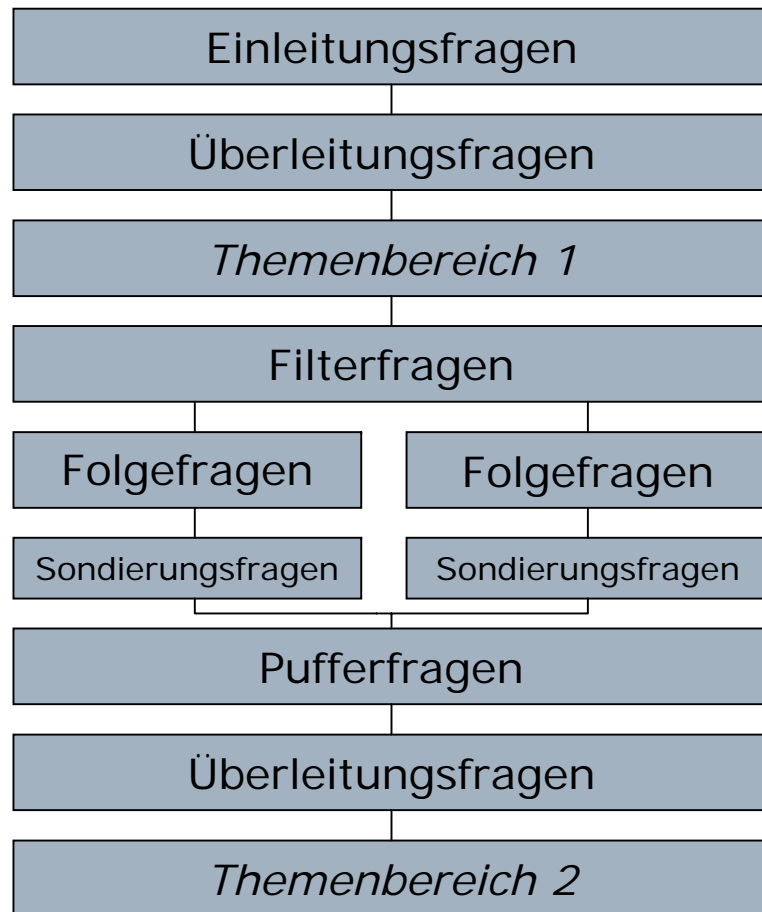 Einleitungsfragen
Überleitungsfragen
Themenbereich 1
Filterfragen
Folgefragen
Folgefragen
Sondierungsfragen
Sondierungsfragen
Pufferfragen
Überleitungsfragen
Themenbereich 2